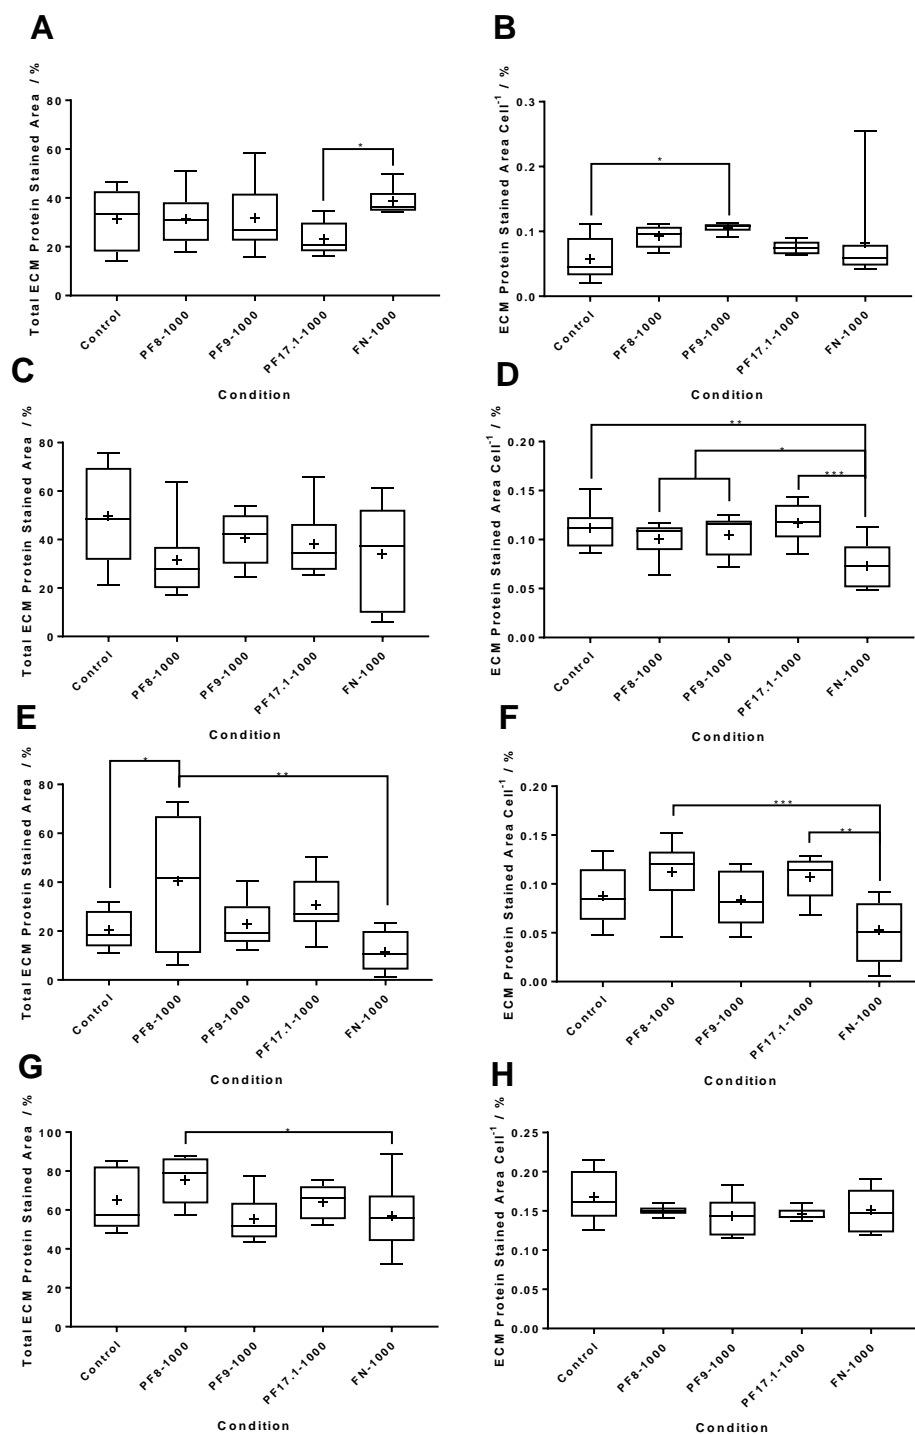 A
Total ECM Protein Stained Area / %
80
60
40
20
0
*
Control
PF8-1000
PF9-1000
PF17.1-1000
FN-1000
Condition
B
ECM Protein Stained Area Cell-1 / %
0.3
0.2
0.1
0.0
*
Control
PF8-1000
PF9-1000
PF17.1-1000
FN-1000
Condition
C
Total ECM Protein Stained Area / %
80
60
40
20
0
Control
PF8-1000
PF9-1000
PF17.1-1000
FN-1000
Condition
D
ECM Protein Stained Area Cell-1 / %
0.20
0.15
0.10
0.05
0.00
**
*
***
Control
PF8-1000
PF9-1000
PF17.1-1000
FN-1000
Condition
E
Total ECM Protein Stained Area / %
80
60
40
20
0
*
**
Control
PF8-1000
PF9-1000
PF17.1-1000
FN-1000
Condition
F
ECM Protein Stained Area Cell-1 / %
0.20
0.15
0.10
0.05
0.00
***
**
Control
PF8-1000
PF9-1000
PF17.1-1000
FN-1000
Condition
G
Total ECM Protein Stained Area / %
100
80
60
40
20
0
*
Control
PF8-1000
PF9-1000
PF17.1-1000
FN-1000
Condition
H
ECM Protein Stained Area Cell-1 / %
0.25
0.20
0.15
0.10
0.05
0.00
Control
PF8-1000
PF9-1000
PF17.1-1000
FN-1000
Condition